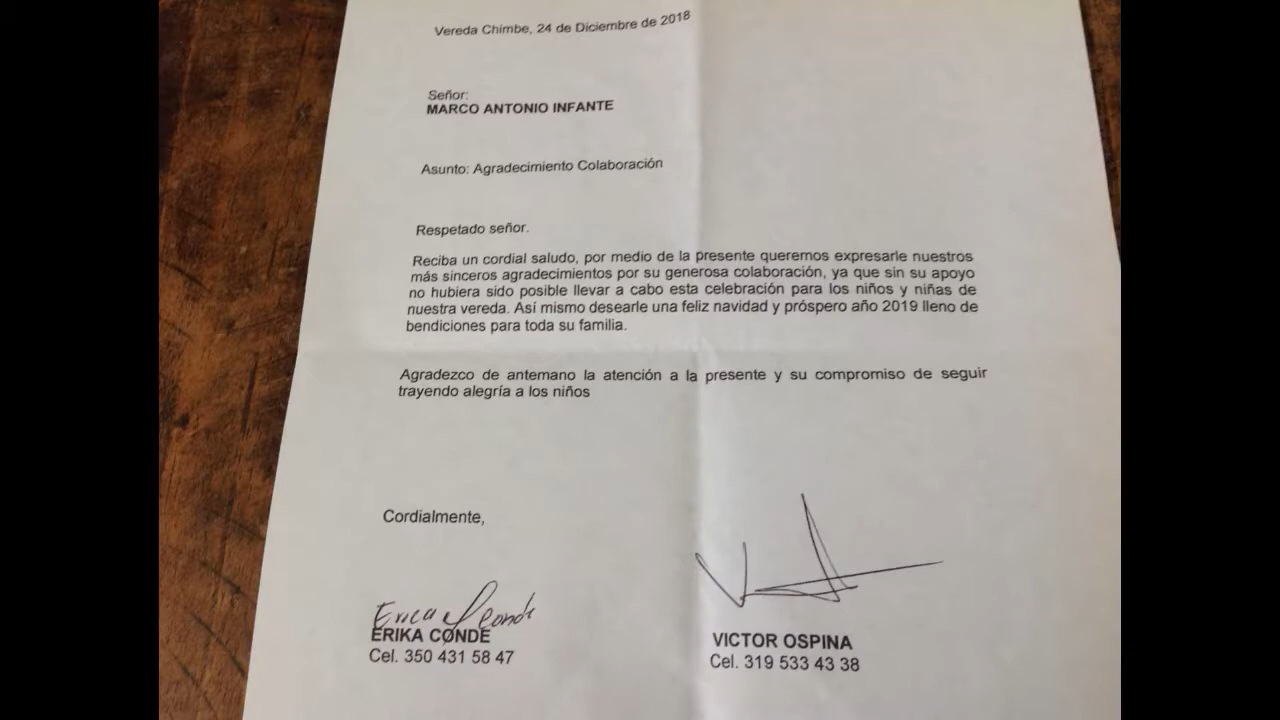 Vereda Chimbe, 24 de Diciembre de 2018
Señor:
MARCO ANTONIO INFANTE
Asunto: Agradecimiento Colaboración
Respetado señor.
Reciba un cordial saludo, por medio de la presente queremos expresarle nuestros
más sinceros agradecimientos por su generosa colaboración, ya que sin su apoyo
no hubiera sido posible llevar a cabo esta celebración para los niños y niñas de
nuestra vereda. Así mismo desearle una feliz navidad y próspero año 2019 lleno de
bendiciones para toda su familia.
Agradezco de antemano la atención a la presente y su compromiso de seguir
trayendo alegría a los niños
Cordialmente,
Erica Conde
ERIKA CONDE
Cel. 350 431 58 47
VICTOR OSPINA
Cel. 319 533 43 38